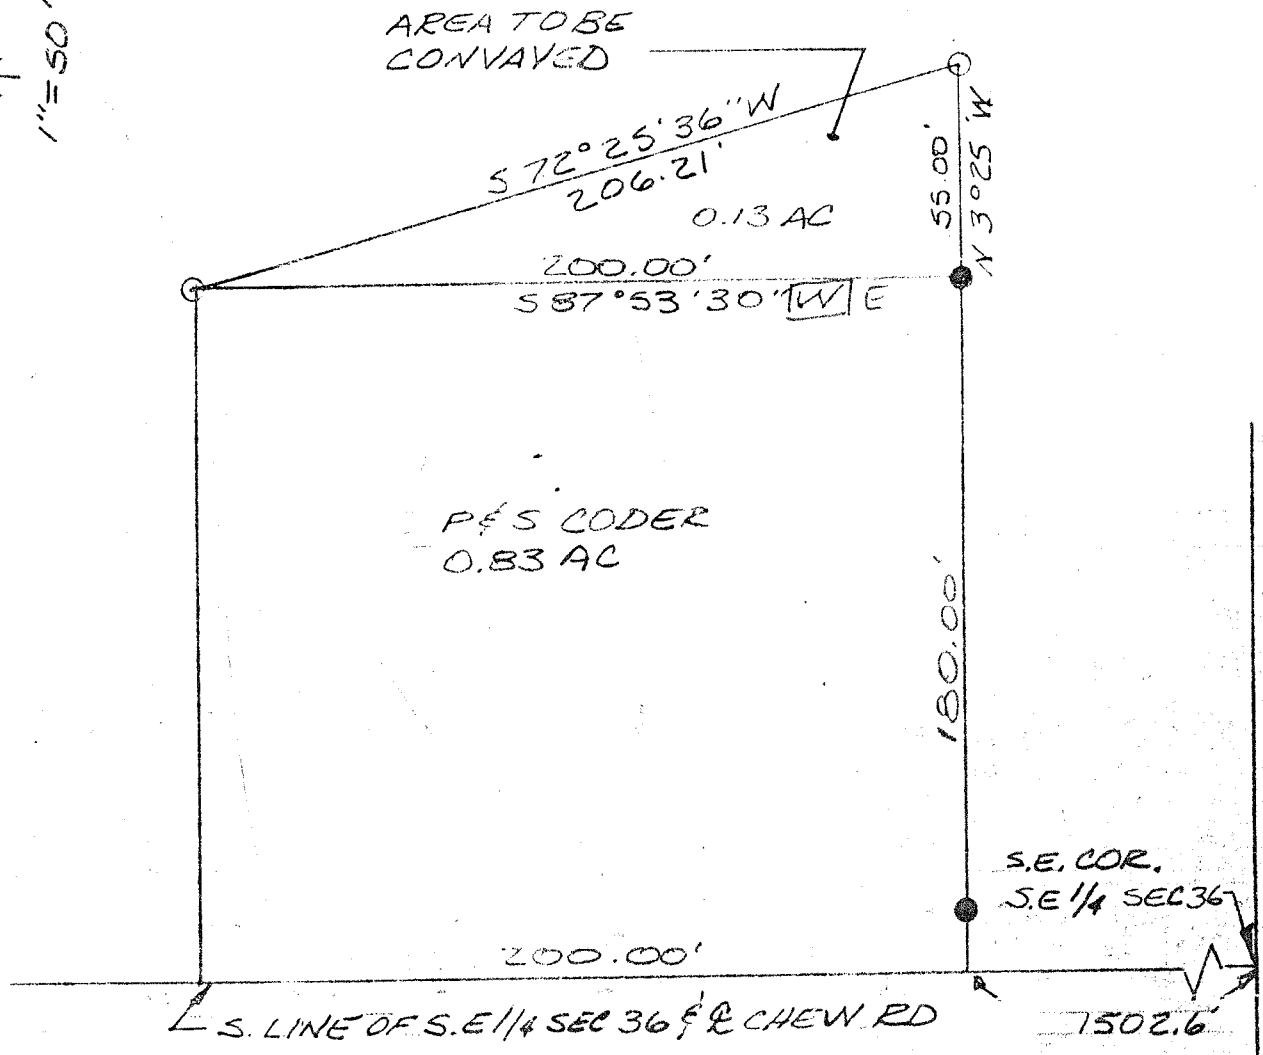 1"=50'
AREA TO BE
CONVAYED
S 72°25'36"W
206.21'
0.13 AC
55.00'
N 3°25'W
200.00'
S 87°53'30"W E
P&S CODER
0.83 AC
180.00'
S.E. COR.
S.E 1/4 SEC 36
200.00'
S. LINE OF S.E 1/4 SEC 36 & ℄ CHEW RD
1502.6'